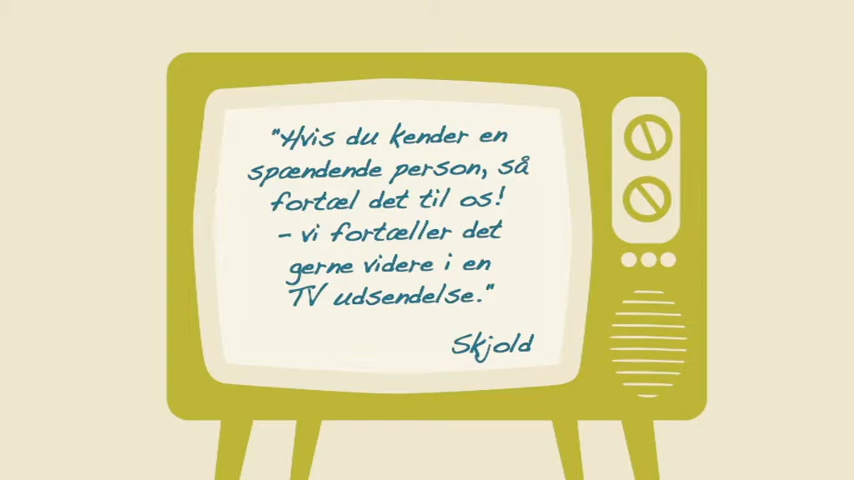 "Hvis du kender en
spændende person, så
fortæl det til os!
- vi fortæller det
gerne videre i en
TV udsendelse."
Skjold